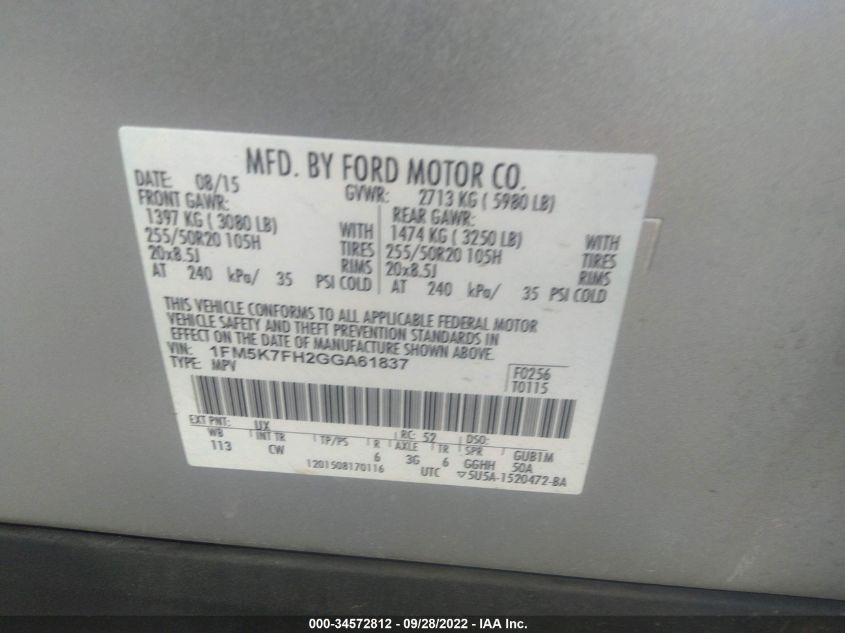 MFD. BY FORD MOTOR CO.
DATE: 08/15 GVWR: 2713 KG ( 5980 LB)
FRONT GAWR: REAR GAWR:
1397 KG ( 3080 LB) WITH 1474 KG ( 3250 LB) WITH
255/50R20 105H TIRES 255/50R20 105H TIRES
20x8.5J RIMS 20x8.5J RIMS
AT 240 kPa/ 35 PSI COLD AT 240 kPa/ 35 PSI COLD
THIS VEHICLE CONFORMS TO ALL APPLICABLE FEDERAL MOTOR
VEHICLE SAFETY AND THEFT PREVENTION STANDARDS IN
EFFECT ON THE DATE OF MANUFACTURE SHOWN ABOVE.
VIN: 1FM5K7FH2GGA61837
TYPE: MPV
F0256
T0115
EXT PNT: UX RC: 52 DSO:
WB INT TR TP/PS R AXLE TR SPR GUB1M
113 CW 6 3G 6 GGHH 50A
1201508170116 UTC ▽5U5A-1520472-BA
000-34572812 - 09/28/2022 - IAA Inc.